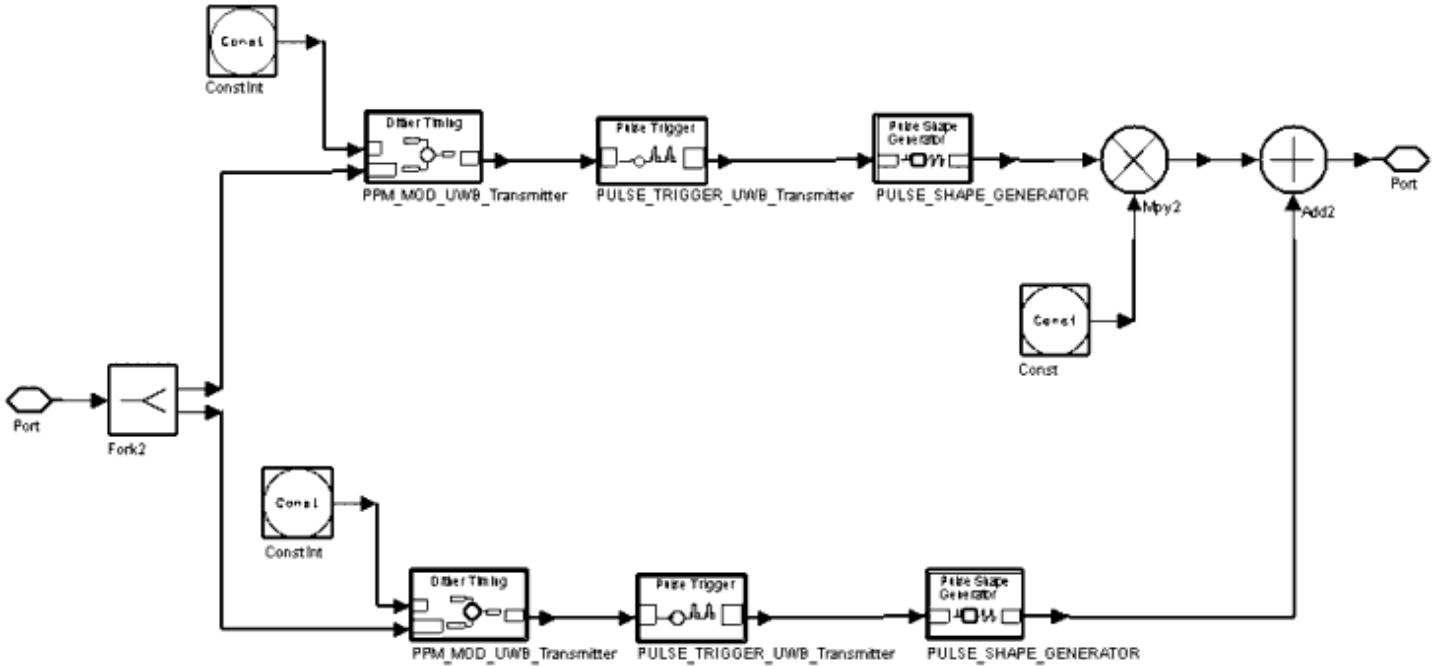 Const
ConstInt
Dither Timing
PPM_MOD_UWB_Transmitter
Pulse Trigger
PULSE_TRIGGER_UWB_Transmitter
Pulse Shape
Generator
PULSE_SHAPE_GENERATOR
Mpy2
Add2
Port
Const
Const
Port
Fork2
Const
ConstInt
Dither Timing
PPM_MOD_UWB_Transmitter
Pulse Trigger
PULSE_TRIGGER_UWB_Transmitter
Pulse Shape
Generator
PULSE_SHAPE_GENERATOR